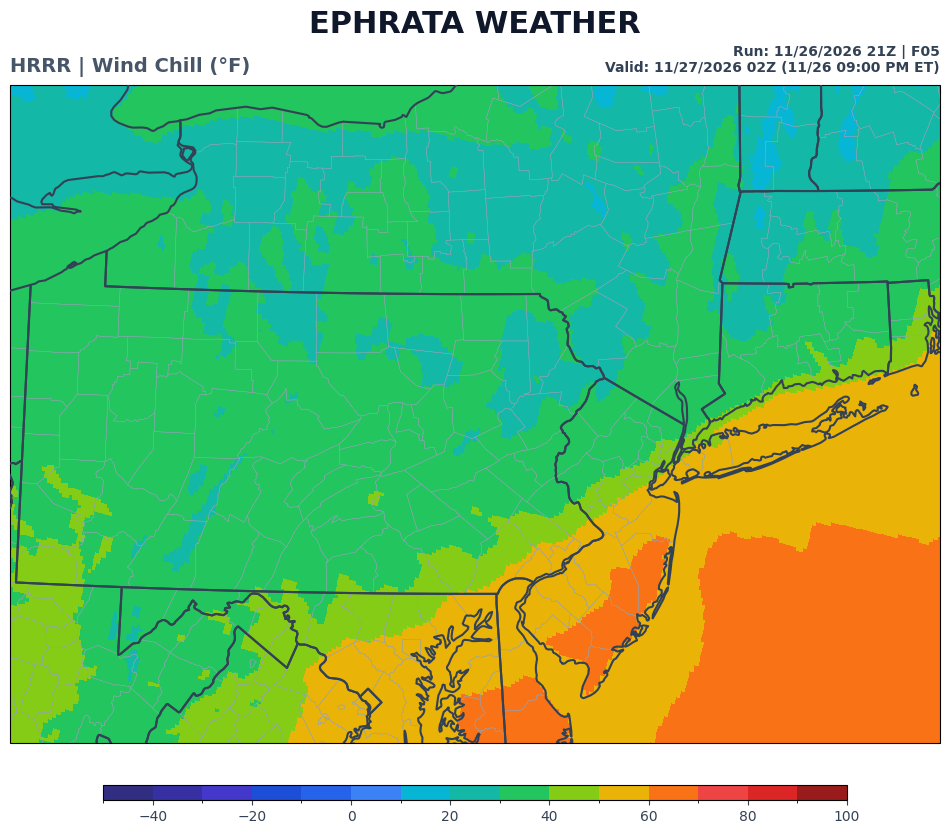 EPHRATA WEATHER
HRRR | Wind Chill (°F)
Run: 11/26/2026 21Z | F05
Valid: 11/27/2026 02Z (11/26 09:00 PM ET)
−40 −20 0 20 40 60 80 100